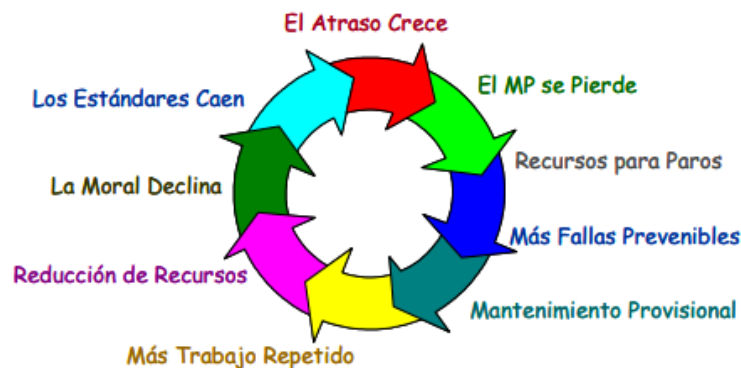 El Atraso Crece
El MP se Pierde
Los Estándares Caen
Recursos para Paros
La Moral Declina
Más Fallas Prevenibles
Reducción de Recursos
Mantenimiento Provisional
Más Trabajo Repetido